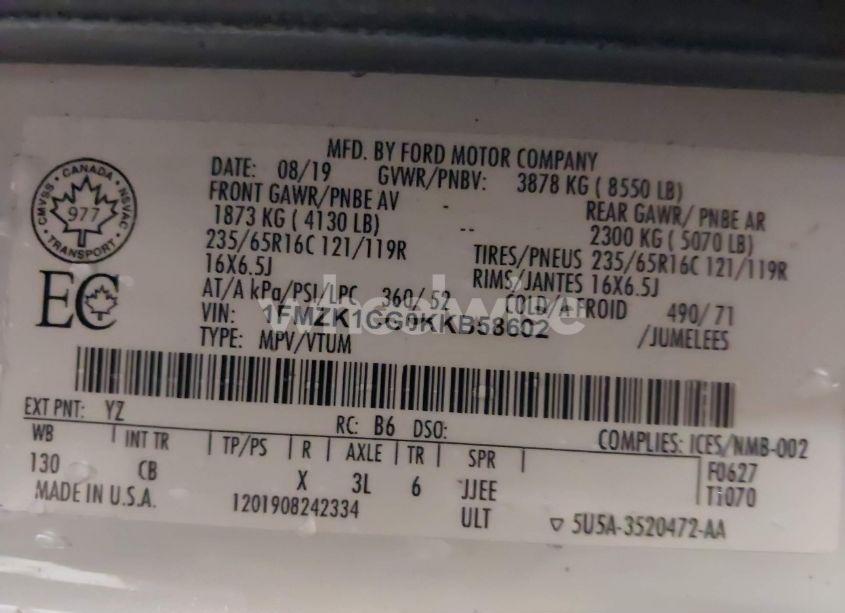 MFD. BY FORD MOTOR COMPANY
DATE: 08/19 GVWR/PNBV: 3878 KG ( 8550 LB)
FRONT GAWR/PNBE AV REAR GAWR/ PNBE AR
1873 KG ( 4130 LB) -- 2300 KG ( 5070 LB)
235/65R16C 121/119R TIRES/PNEUS 235/65R16C 121/119R
16X6.5J RIMS/JANTES 16X6.5J
AT/A kPa/PSI/LPC 360/ 52 COLD/A FROID 490/ 71
VIN: 1FMZK1CG0KKB58602 /JUMELEES
TYPE: MPV/VTUM
CMVSS • CANADA • NSVAC • TRANSPORT •
977
EC
wheelwise
EXT PNT: YZ RC: B6 DSO: COMPLIES: ICES/NMB-002
WB INT TR TP/PS R AXLE TR SPR F0627
130 CB X 3L 6 JJEE T1070
MADE IN U.S.A. 1201908242334 ULT ▽ 5U5A-3520472-AA